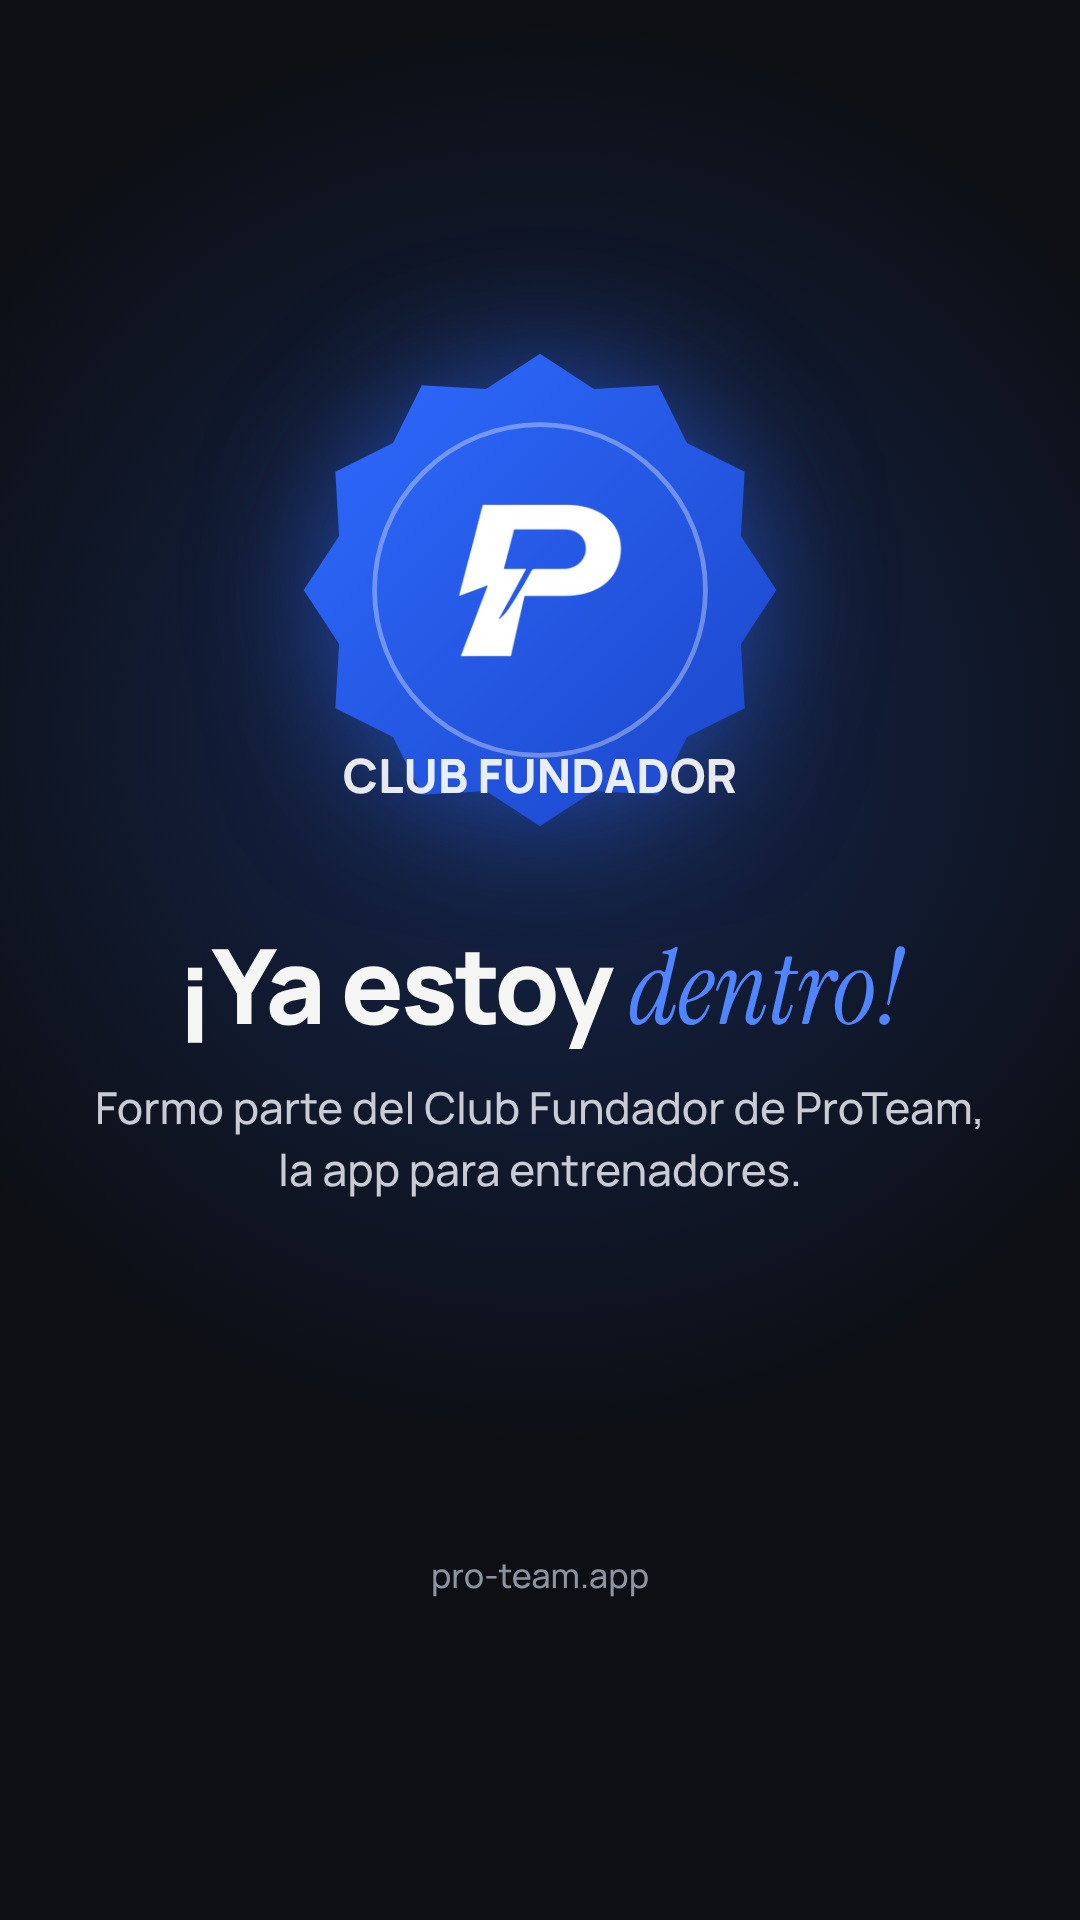 P
CLUB FUNDADOR
¡Ya estoy dentro!
Formo parte del Club Fundador de ProTeam,
la app para entrenadores.
pro-team.app